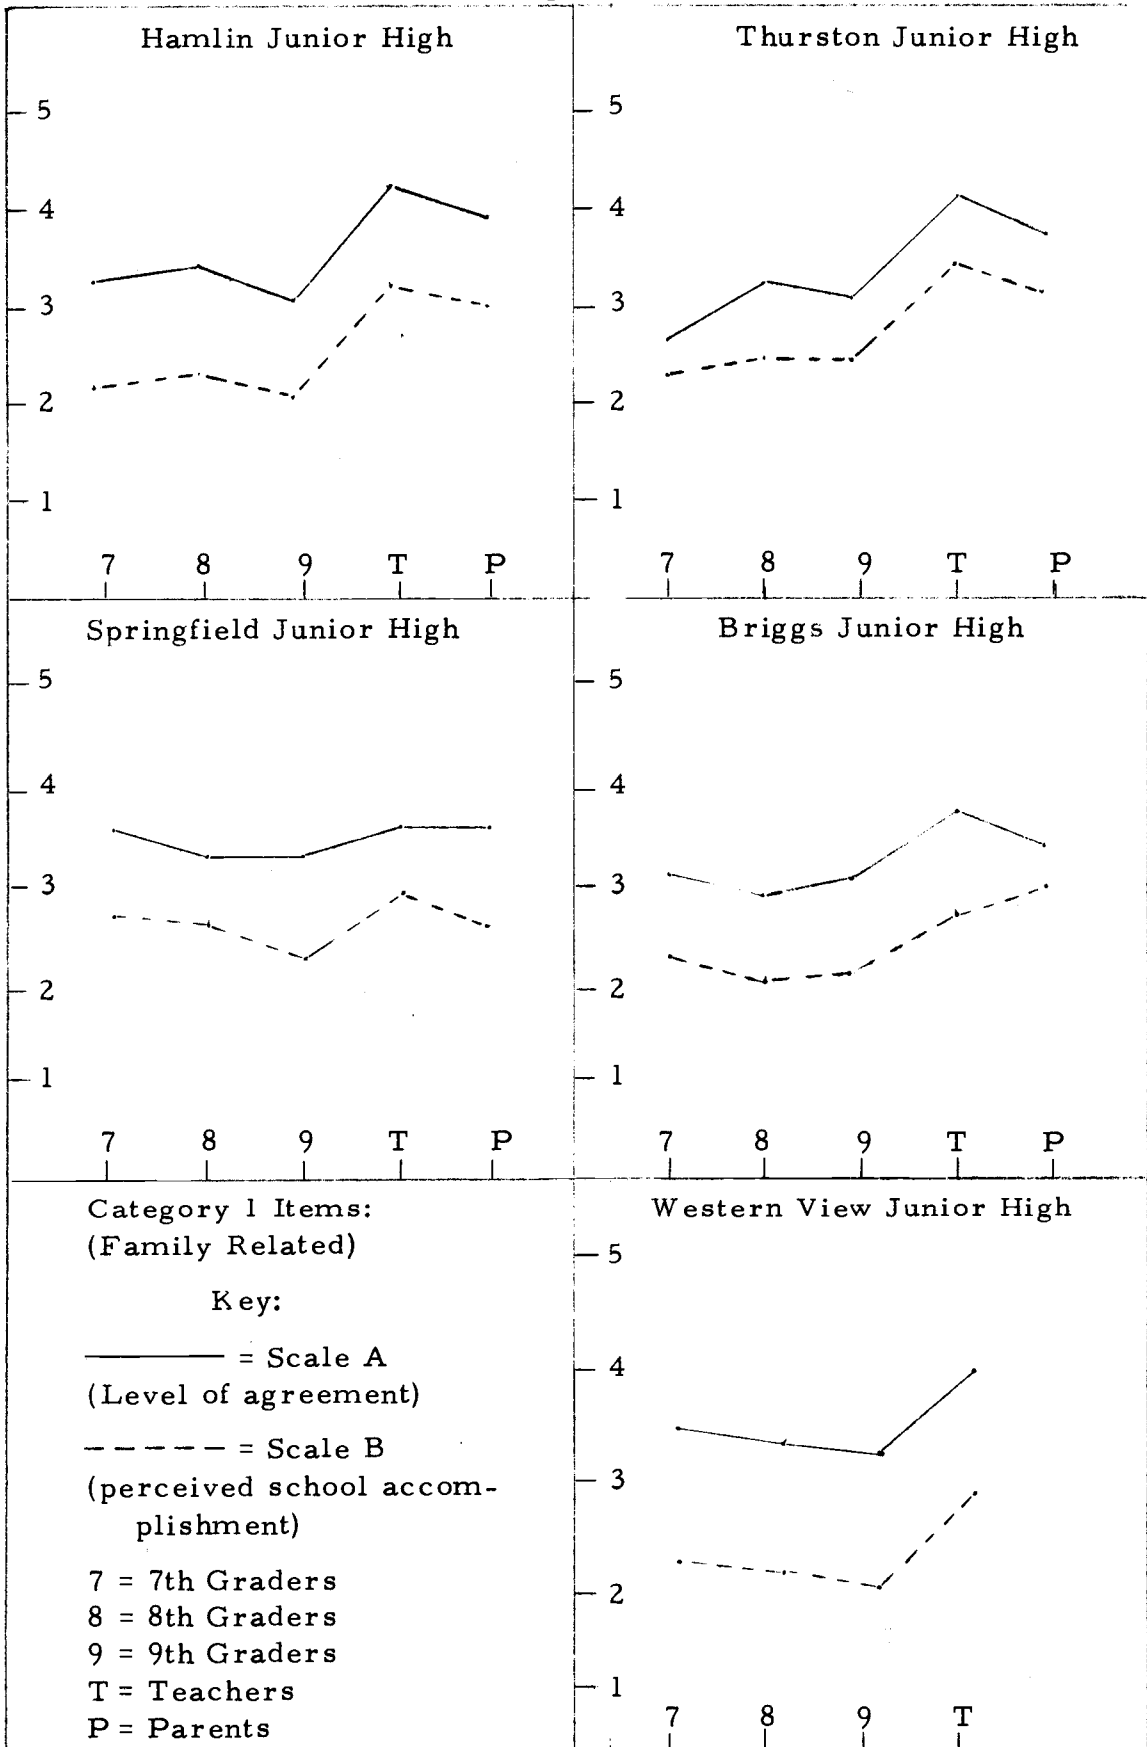 Hamlin Junior High
5
4
3
2
1
7 8 9 T P
Thurston Junior High
5
4
3
2
1
7 8 9 T P
Springfield Junior High
5
4
3
2
1
7 8 9 T P
Briggs Junior High
5
4
3
2
1
7 8 9 T P
Category 1 Items:
(Family Related)
Key:
= Scale A
(Level of agreement)
----- = Scale B
(perceived school accom-
plishment)
7 = 7th Graders
8 = 8th Graders
9 = 9th Graders
T = Teachers
P = Parents
Western View Junior High
5
4
3
2
1
7 8 9 T